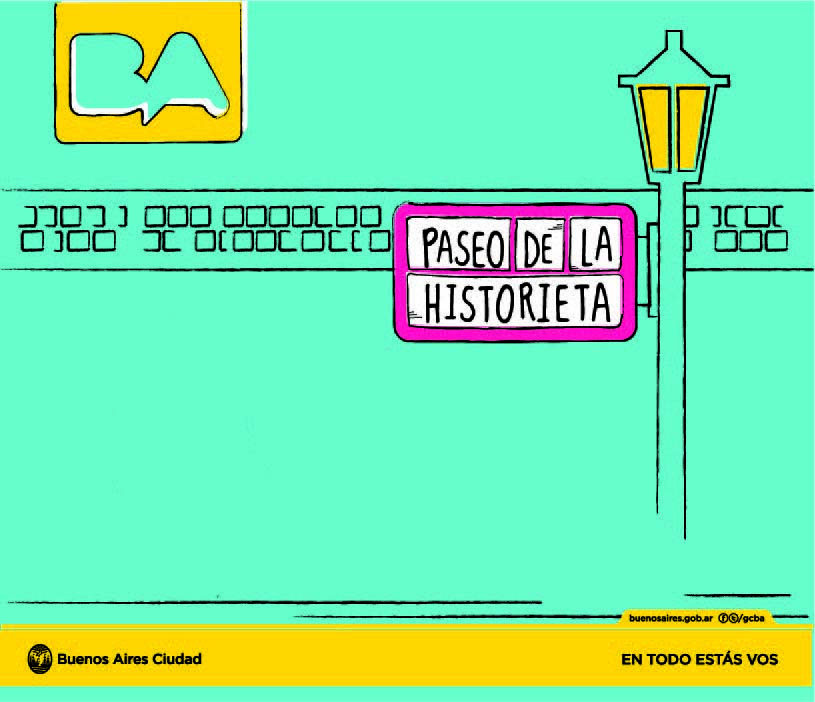 BA
PASEO DE LA
HISTORIETA
buenosaires.gob.ar /gcba
Buenos Aires Ciudad
EN TODO ESTÁS VOS